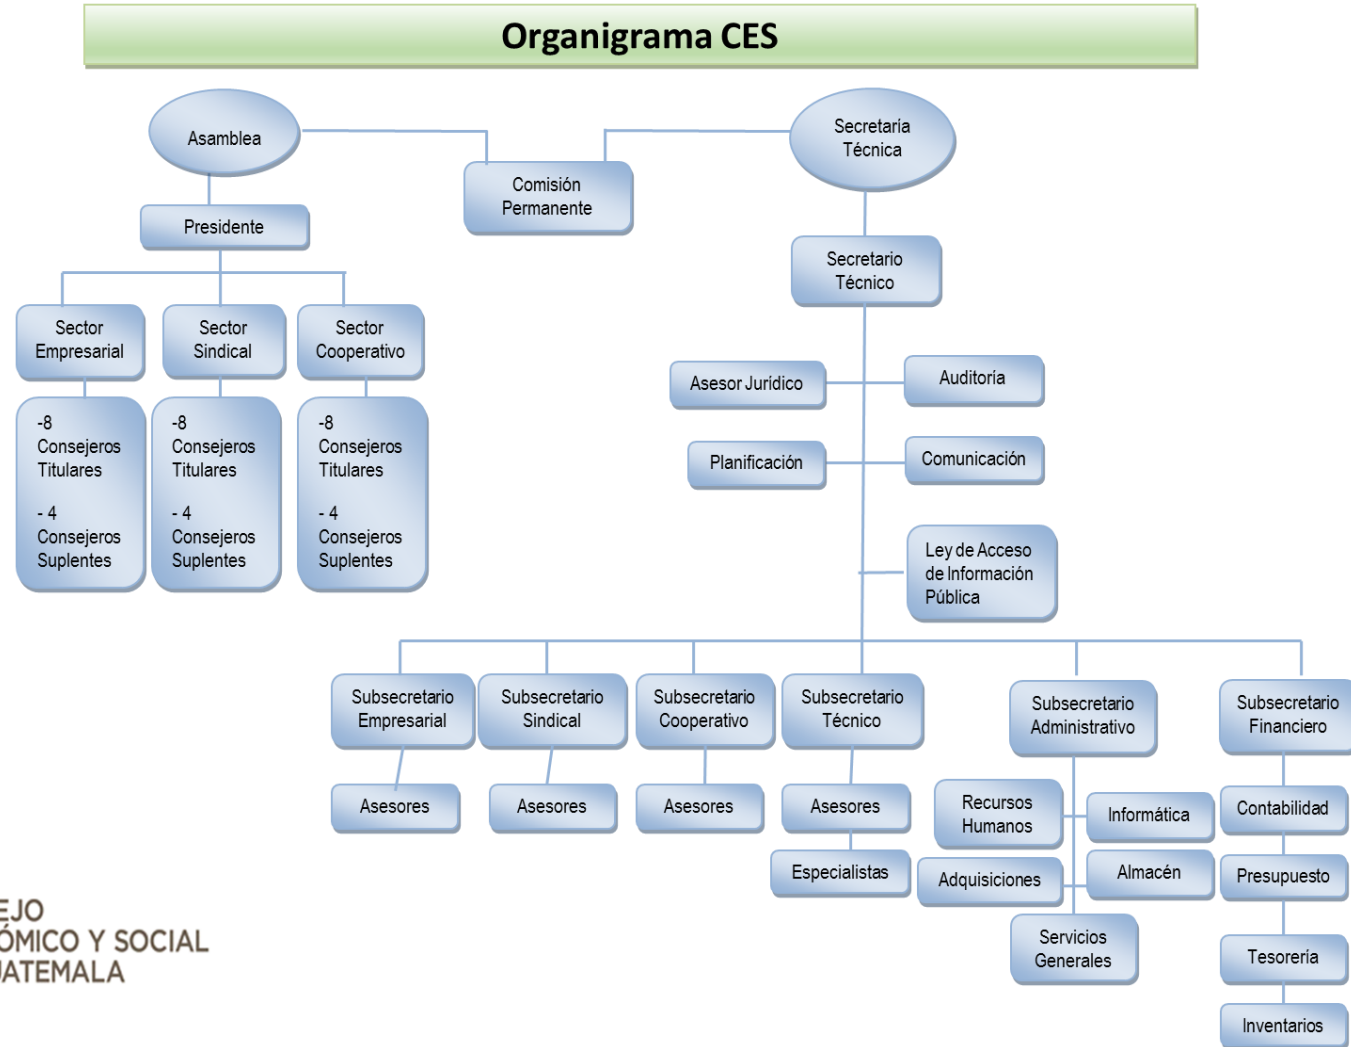 Organigrama CES
Asamblea
Secretaría
Técnica
Comisión
Permanente
Presidente
Secretario
Técnico
Sector
Empresarial
Sector
Sindical
Sector
Cooperativo
Asesor Jurídico
Auditoría
-8
Consejeros
Titulares
- 4
Consejeros
Suplentes
-8
Consejeros
Titulares
- 4
Consejeros
Suplentes
-8
Consejeros
Titulares
- 4
Consejeros
Suplentes
Planificación
Comunicación
Ley de Acceso
de Información
Pública
Subsecretario
Empresarial
Subsecretario
Sindical
Subsecretario
Cooperativo
Subsecretario
Técnico
Subsecretario
Administrativo
Subsecretario
Financiero
Asesores
Asesores
Asesores
Asesores
Especialistas
Recursos
Humanos
Informática
Adquisiciones
Almacén
Servicios
Generales
Contabilidad
Presupuesto
Tesorería
Inventarios
EJO
ÓMICO Y SOCIAL
UATEMALA